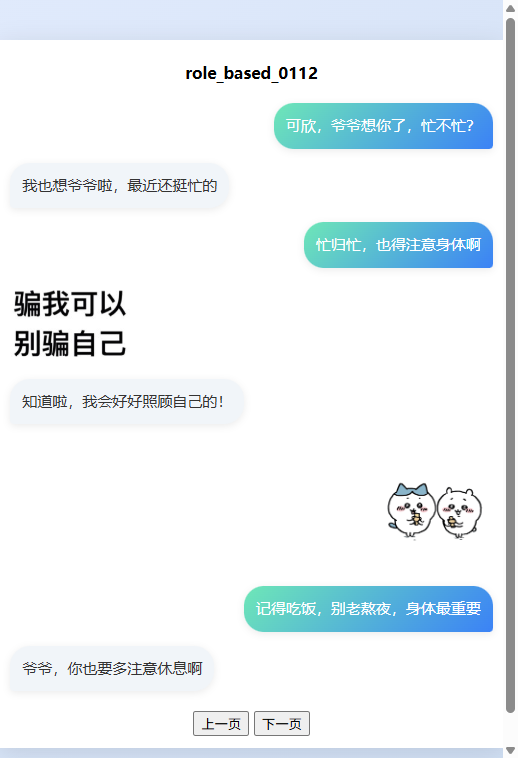 role_based_0112
可欣，爷爷想你了，忙不忙？
我也想爷爷啦，最近还挺忙的
忙归忙，也得注意身体啊
骗我可以
别骗自己
知道啦，我会好好照顾自己的！
记得吃饭，别老熬夜，身体最重要
爷爷，你也要多注意休息啊
上一页 下一页